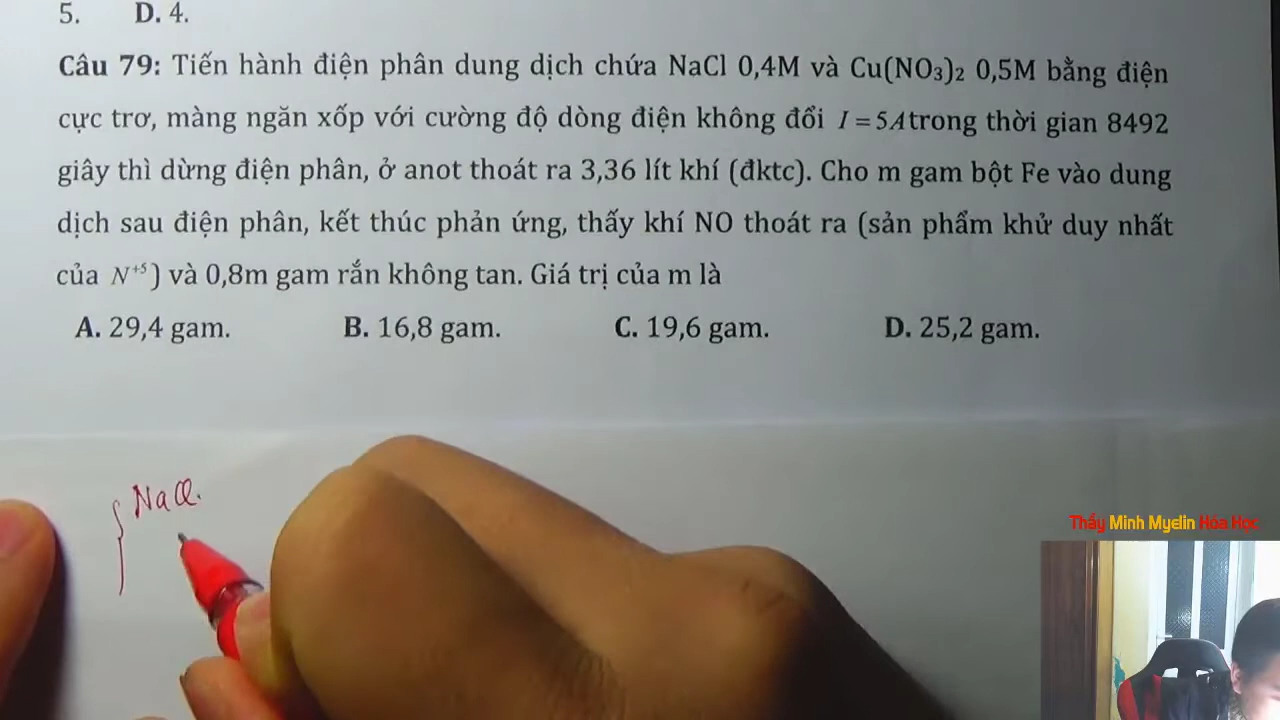 5. D. 4.
Câu 79: Tiến hành điện phân dung dịch chứa NaCl 0,4M và Cu(NO₃)₂ 0,5M bằng điện
cực trơ, màng ngăn xốp với cường độ dòng điện không đổi I = 5A trong thời gian 8492
giây thì dừng điện phân, ở anot thoát ra 3,36 lít khí (đktc). Cho m gam bột Fe vào dung
dịch sau điện phân, kết thúc phản ứng, thấy khí NO thoát ra (sản phẩm khử duy nhất
của N⁺⁵) và 0,8m gam rắn không tan. Giá trị của m là
A. 29,4 gam. B. 16,8 gam. C. 19,6 gam. D. 25,2 gam.
NaCl.
Thầy Minh Myelin Hóa Học